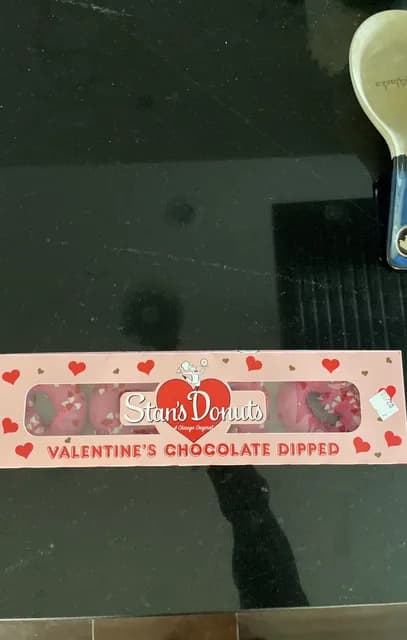 Stan's Donuts
A Chicago Original
VALENTINE'S CHOCOLATE DIPPED